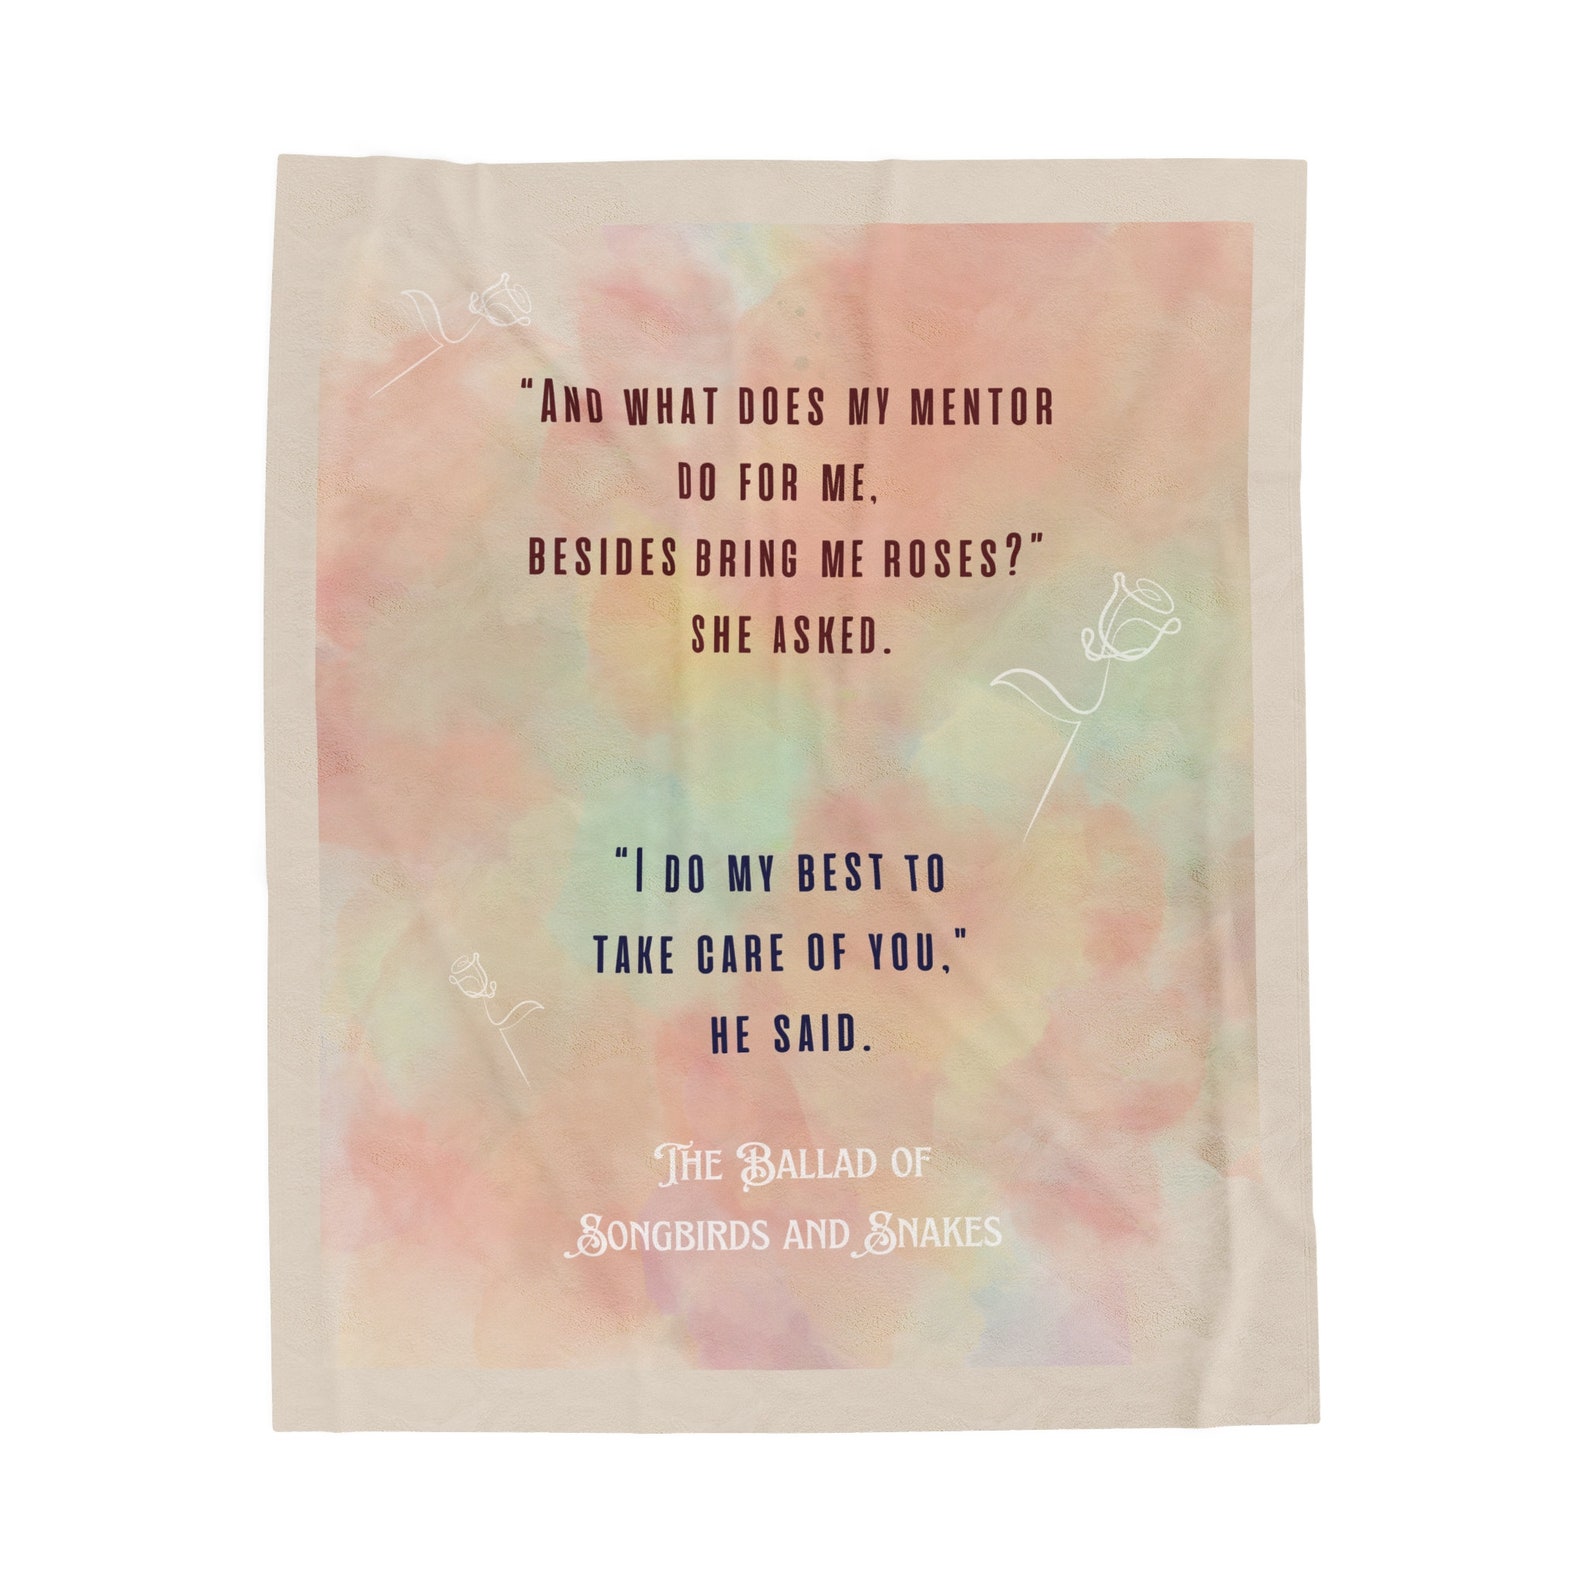 “And what does my mentor
do for me,
besides bring me roses?”
she asked.
“I do my best to
take care of you,"
he said.
The Ballad of
Songbirds and Snakes